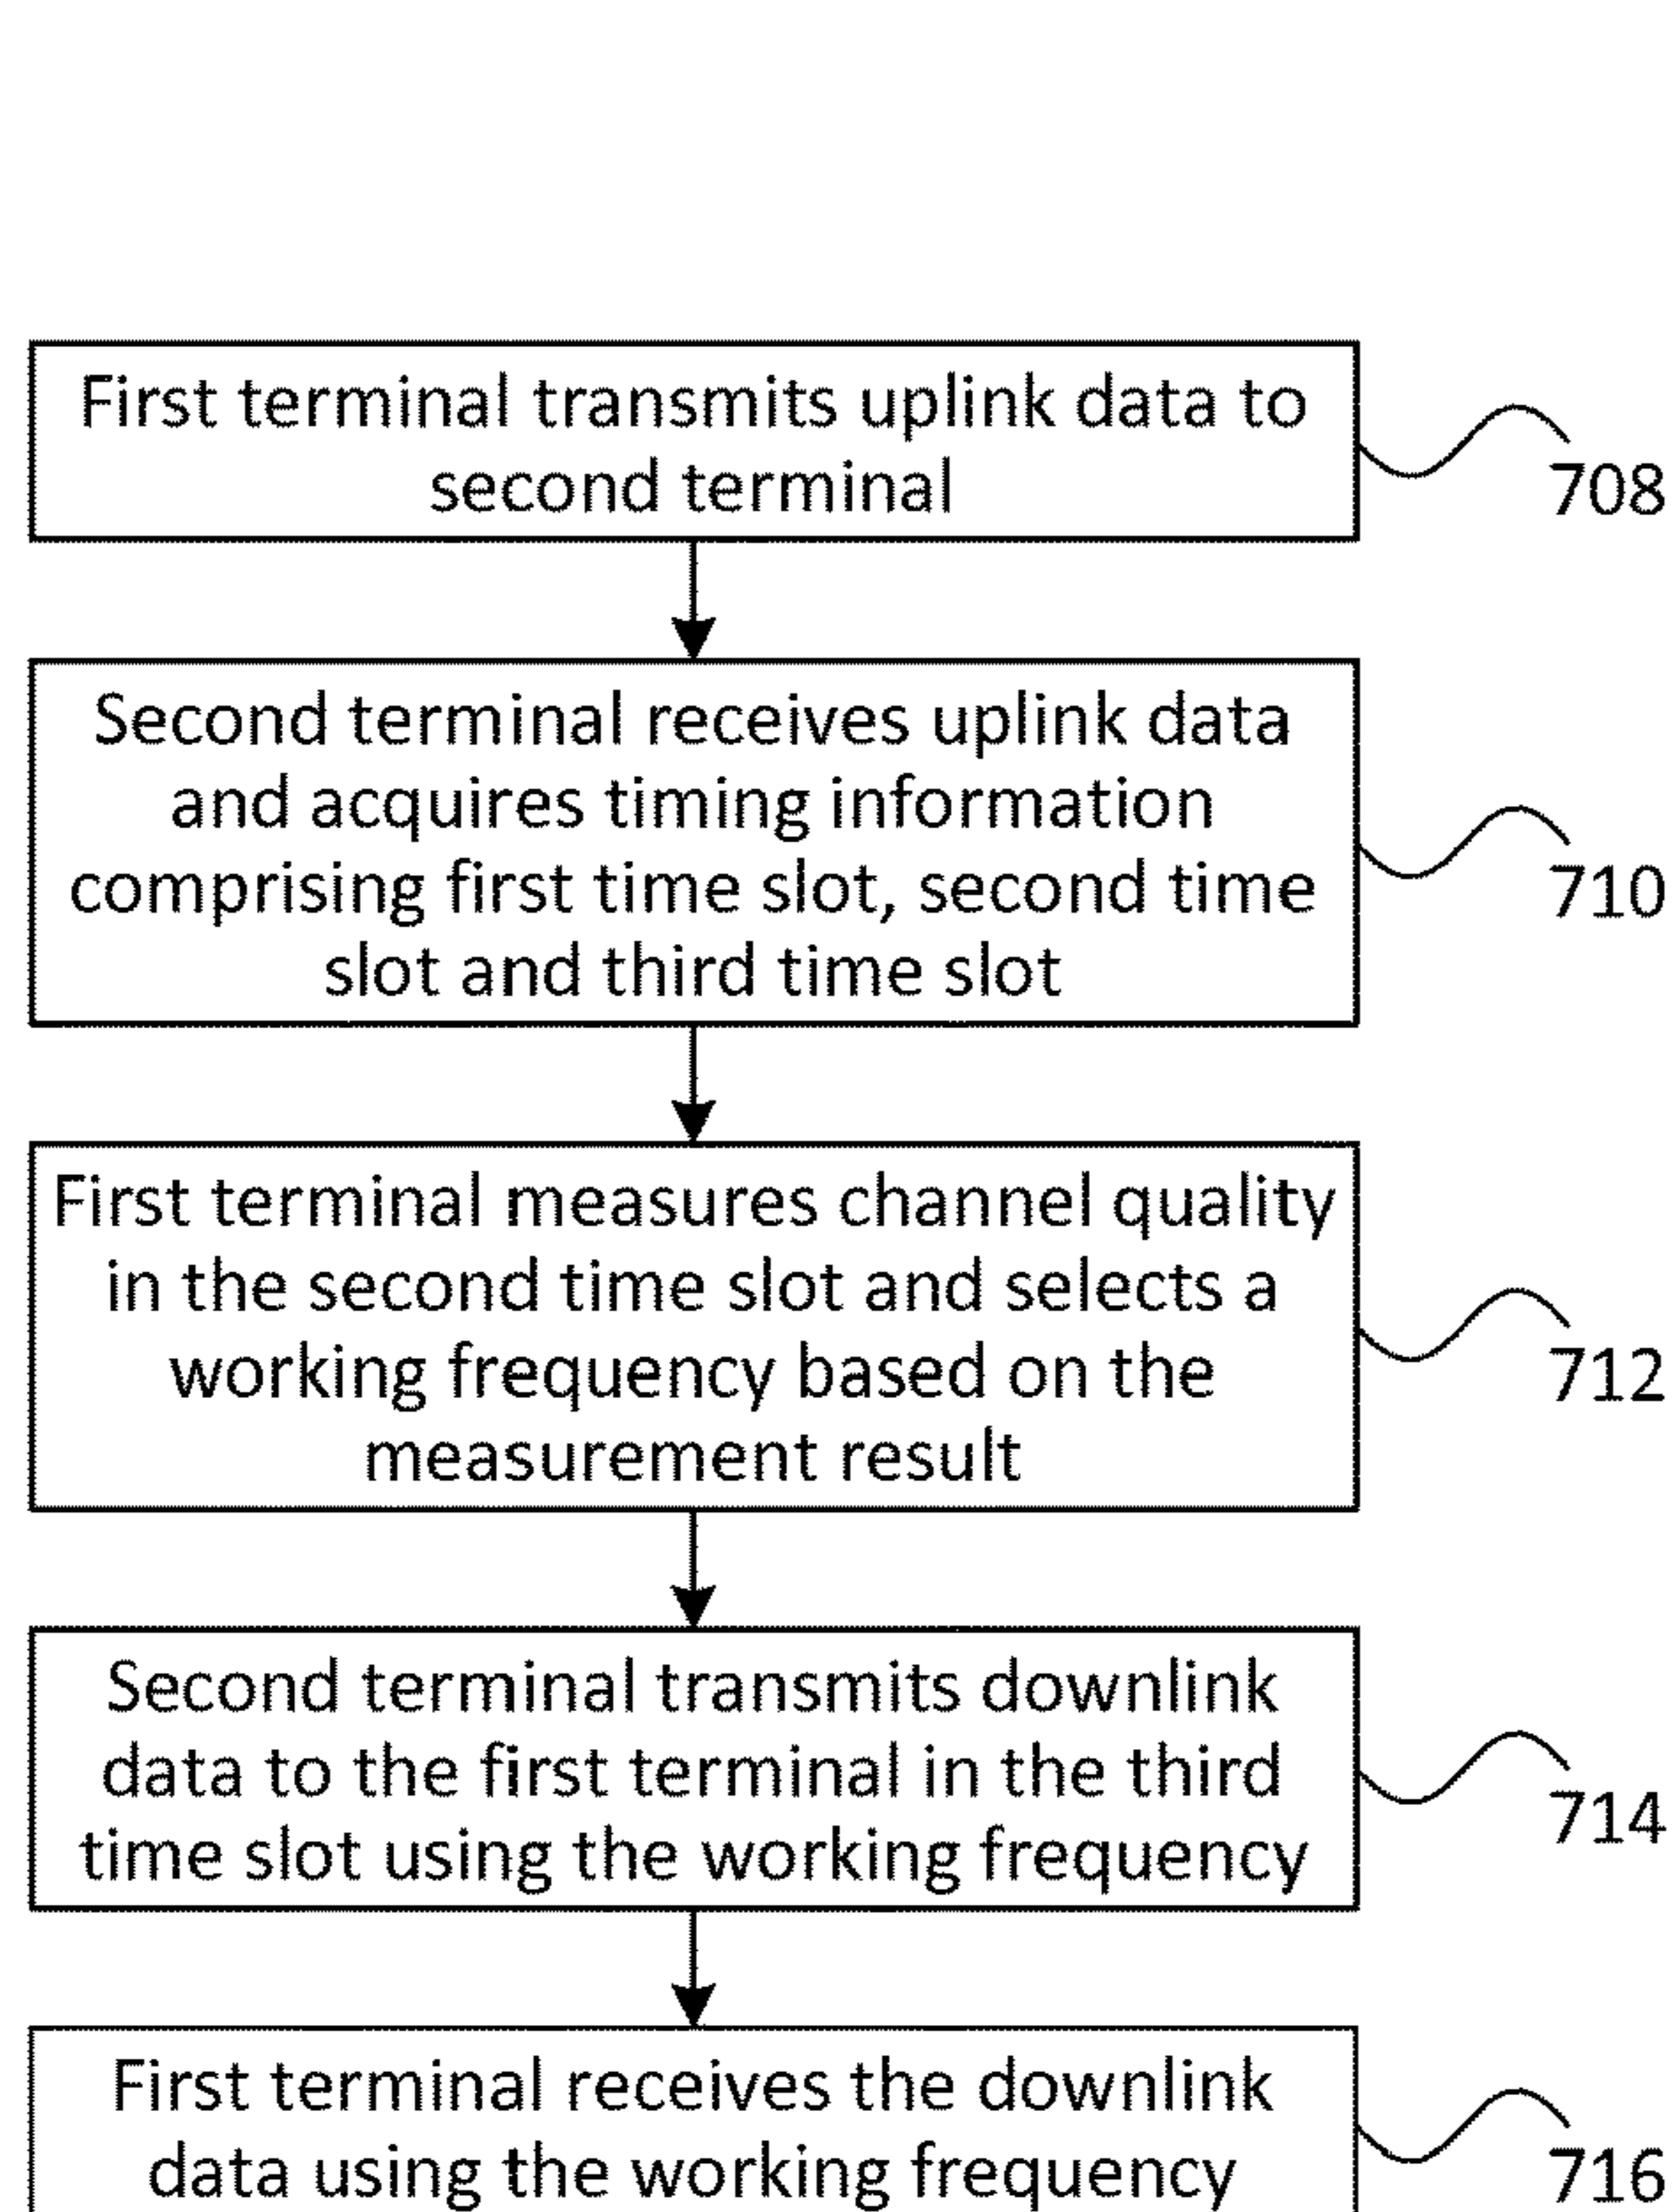 First terminal transmits uplink data to
second terminal
708
Second terminal receives uplink data
and acquires timing information
comprising first time slot, second time
slot and third time slot
710
First terminal measures channel quality
in the second time slot and selects a
working frequency based on the
measurement result
712
Second terminal transmits downlink
data to the first terminal in the third
time slot using the working frequency
714
First terminal receives the downlink
data using the working frequency
716